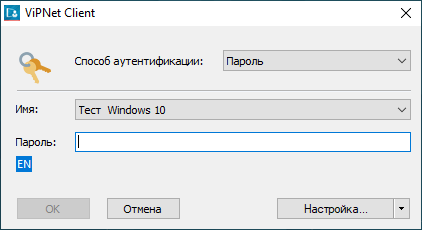 ViPNet Client
Способ аутентификации: Пароль
Имя: Тест Windows 10
Пароль:
EN
OK Отмена Настройка...